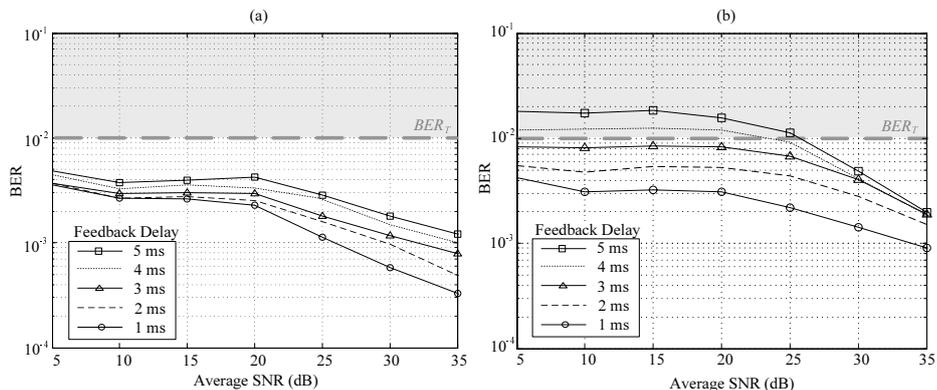 (a)
10^-1
10^-2
10^-3
10^-4
BER
BER_T
Feedback Delay
5 ms
4 ms
3 ms
2 ms
1 ms
5 10 15 20 25 30 35
Average SNR (dB)
(b)
10^-1
10^-2
10^-3
10^-4
BER
BER_T
Feedback Delay
5 ms
4 ms
3 ms
2 ms
1 ms
5 10 15 20 25 30 35
Average SNR (dB)